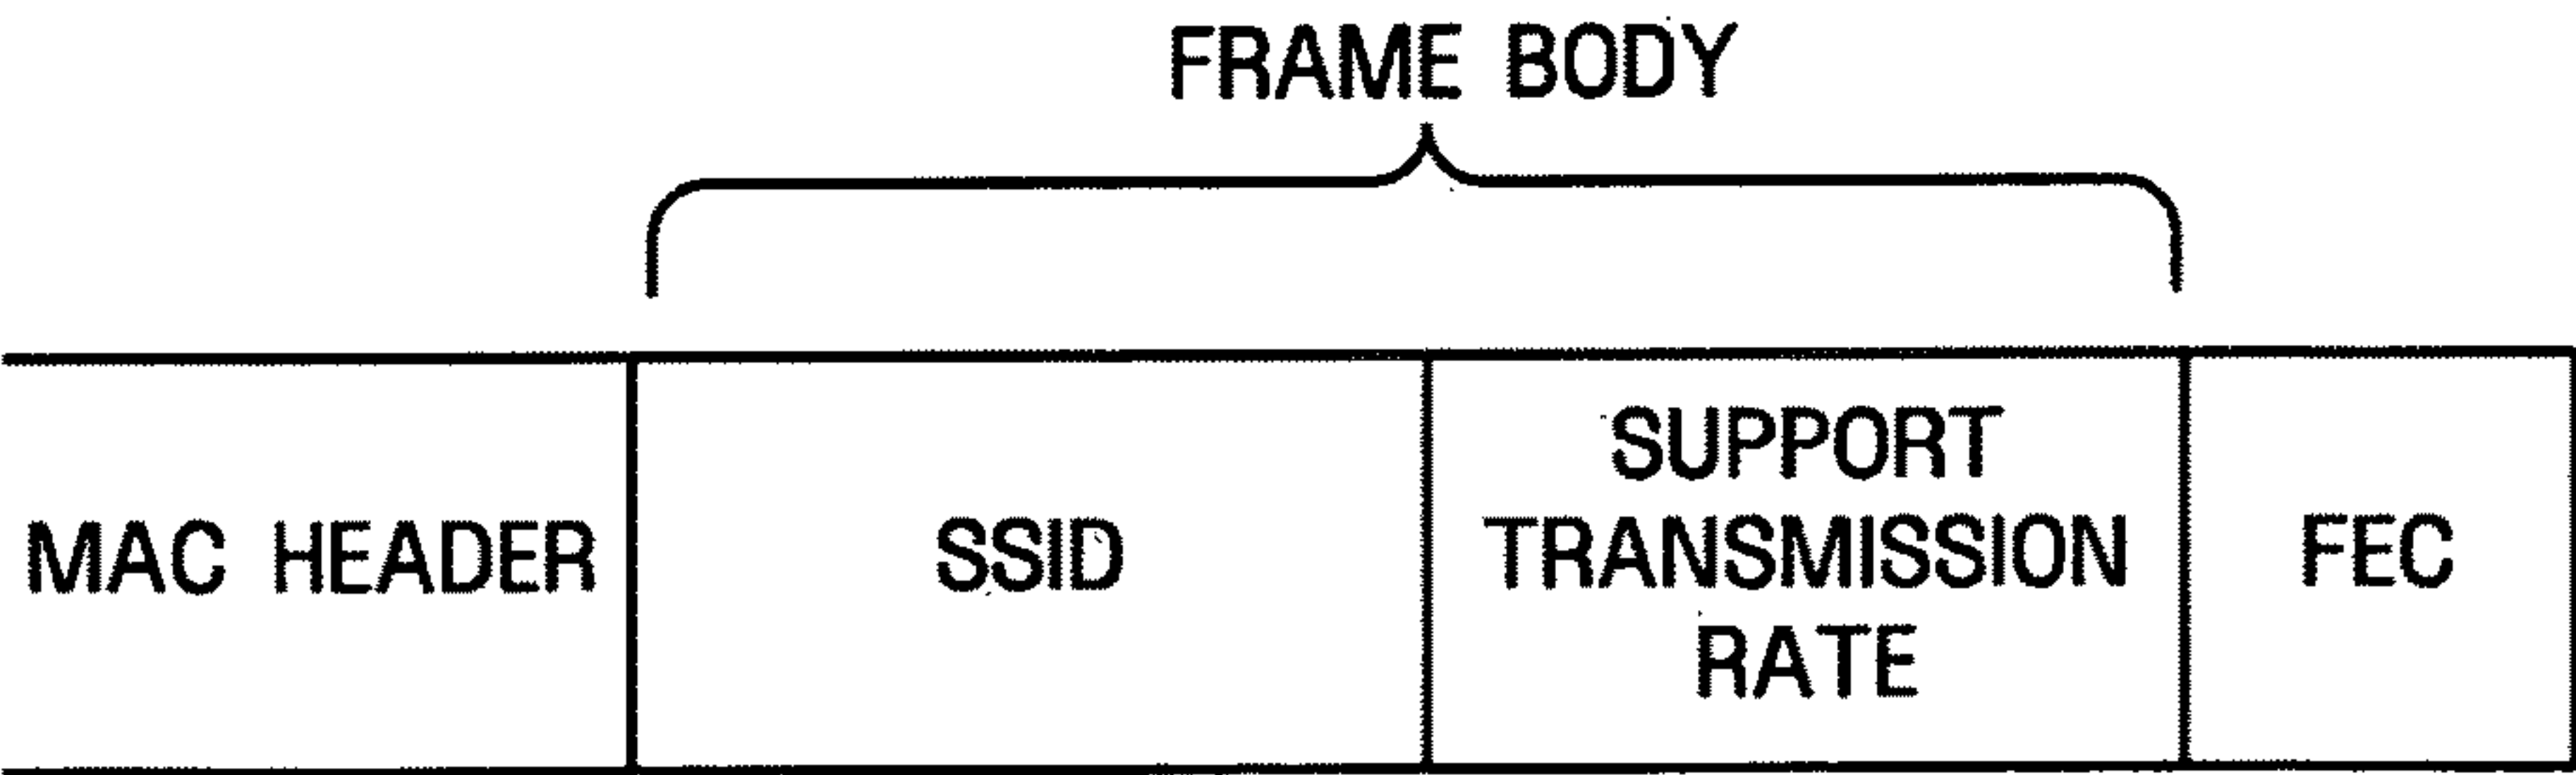 FRAME BODY
MAC HEADER
SSID
SUPPORT
TRANSMISSION
RATE
FEC